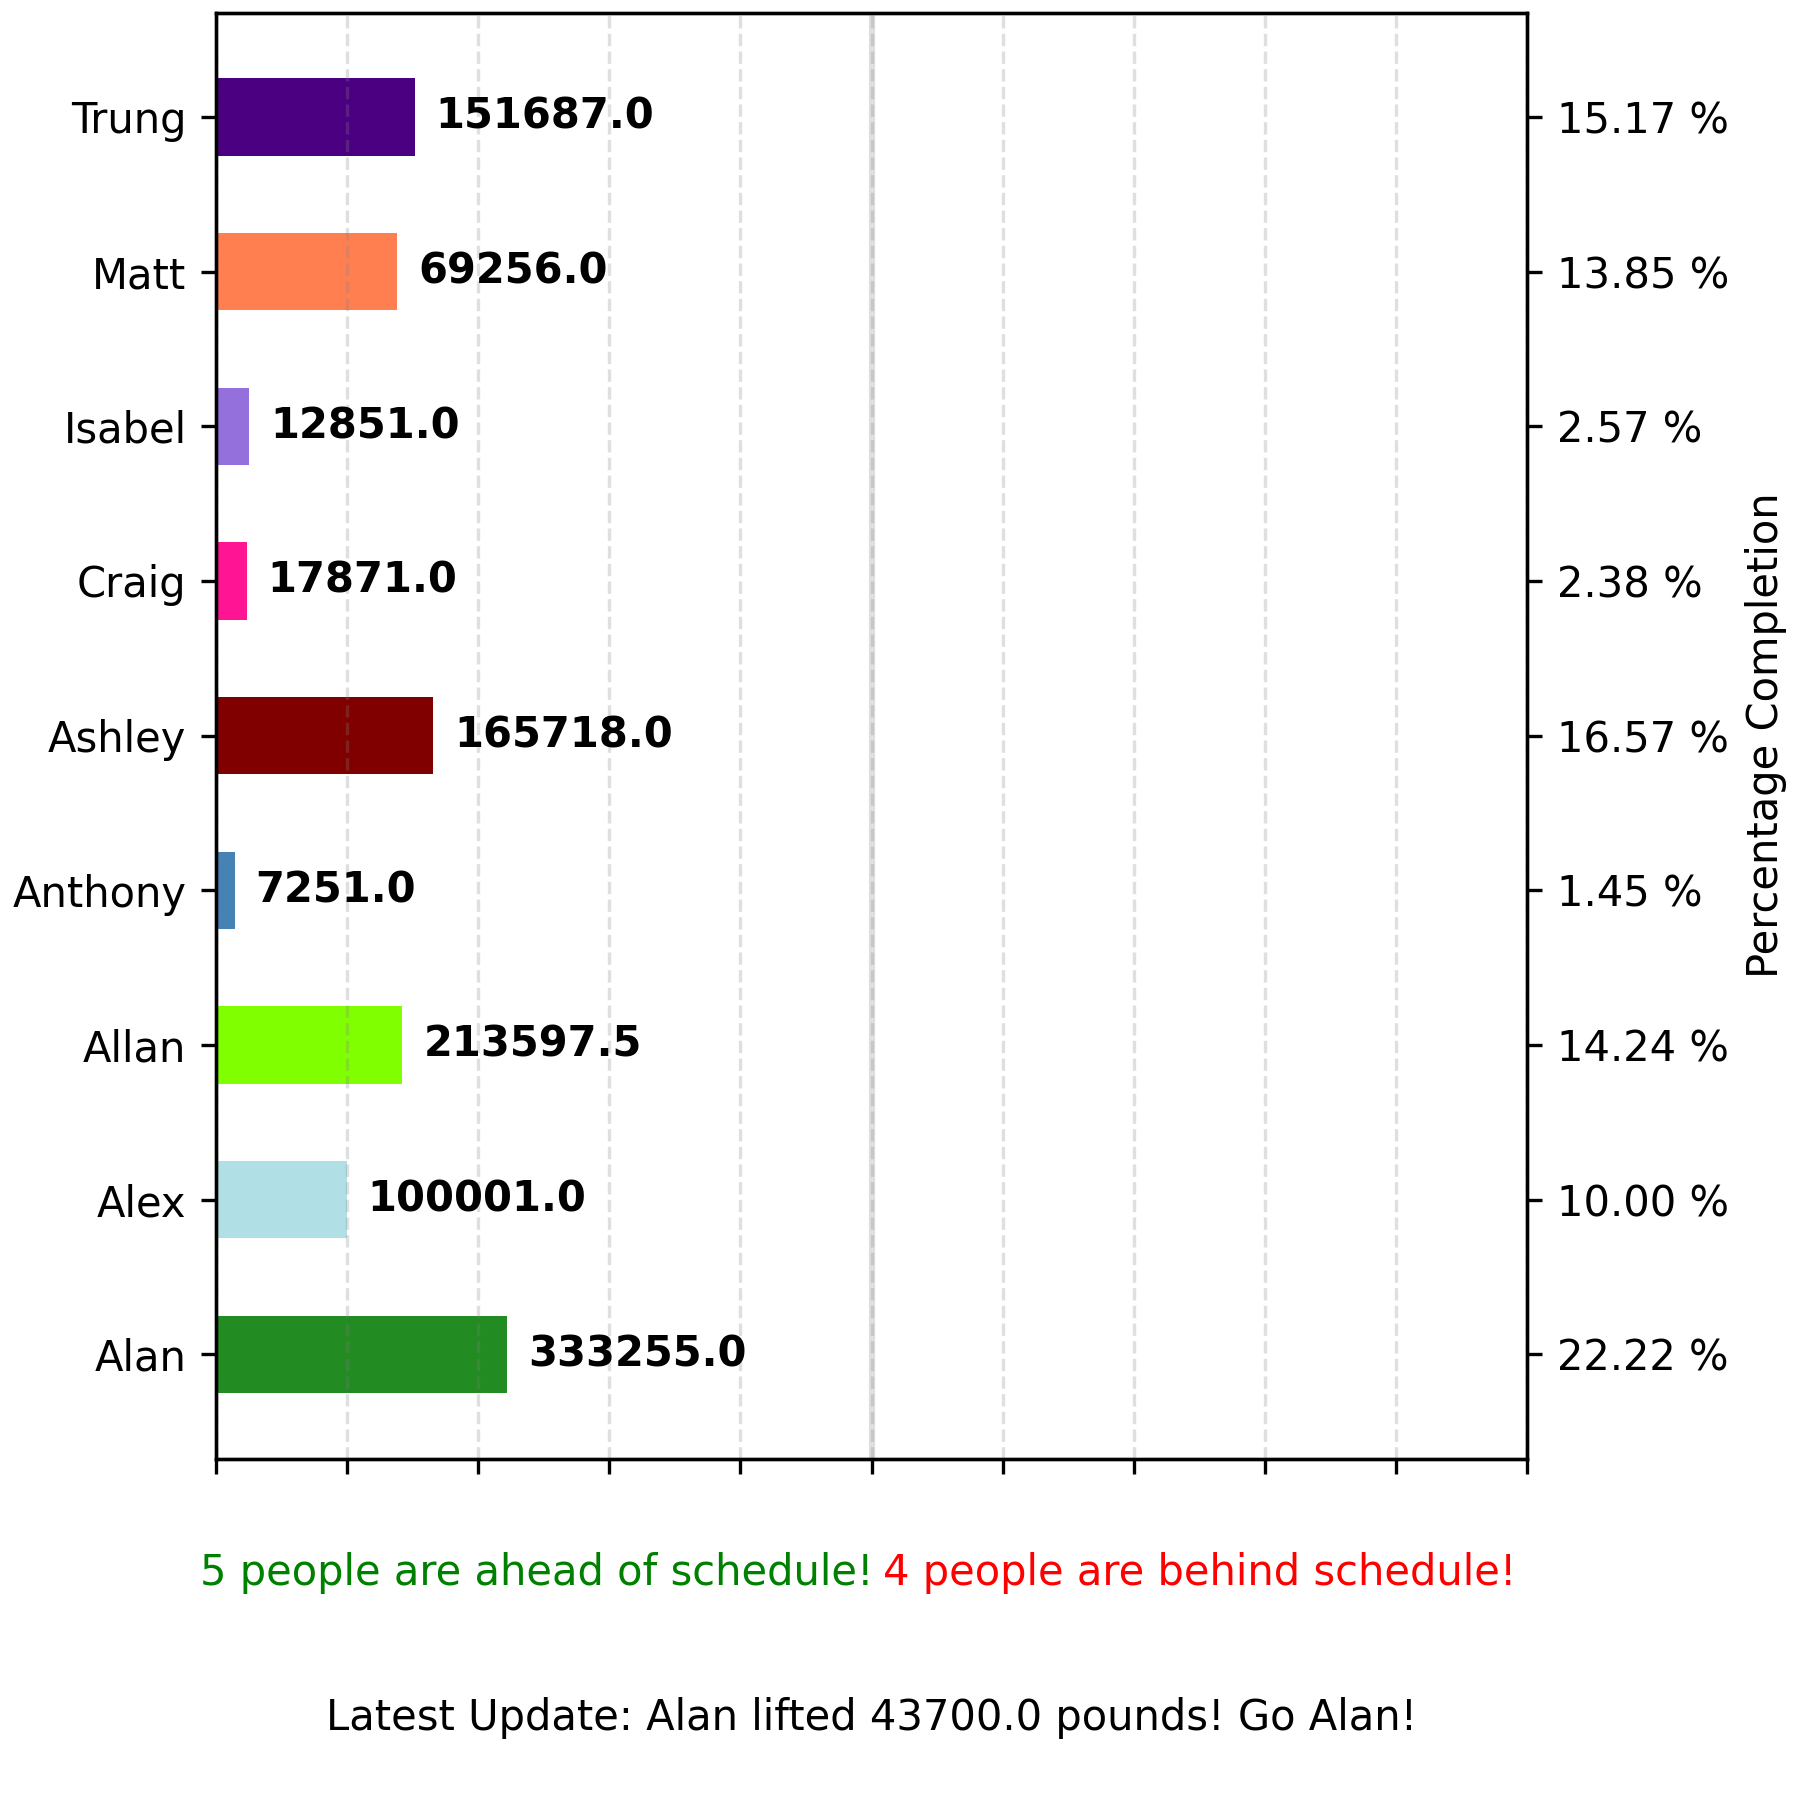 Trung 151687.0 15.17 %
Matt 69256.0 13.85 %
Isabel 12851.0 2.57 %
Craig 17871.0 2.38 %
Ashley 165718.0 16.57 %
Anthony 7251.0 1.45 %
Allan 213597.5 14.24 %
Alex 100001.0 10.00 %
Alan 333255.0 22.22 %
Percentage Completion
5 people are ahead of schedule! 4 people are behind schedule!
Latest Update: Alan lifted 43700.0 pounds! Go Alan!